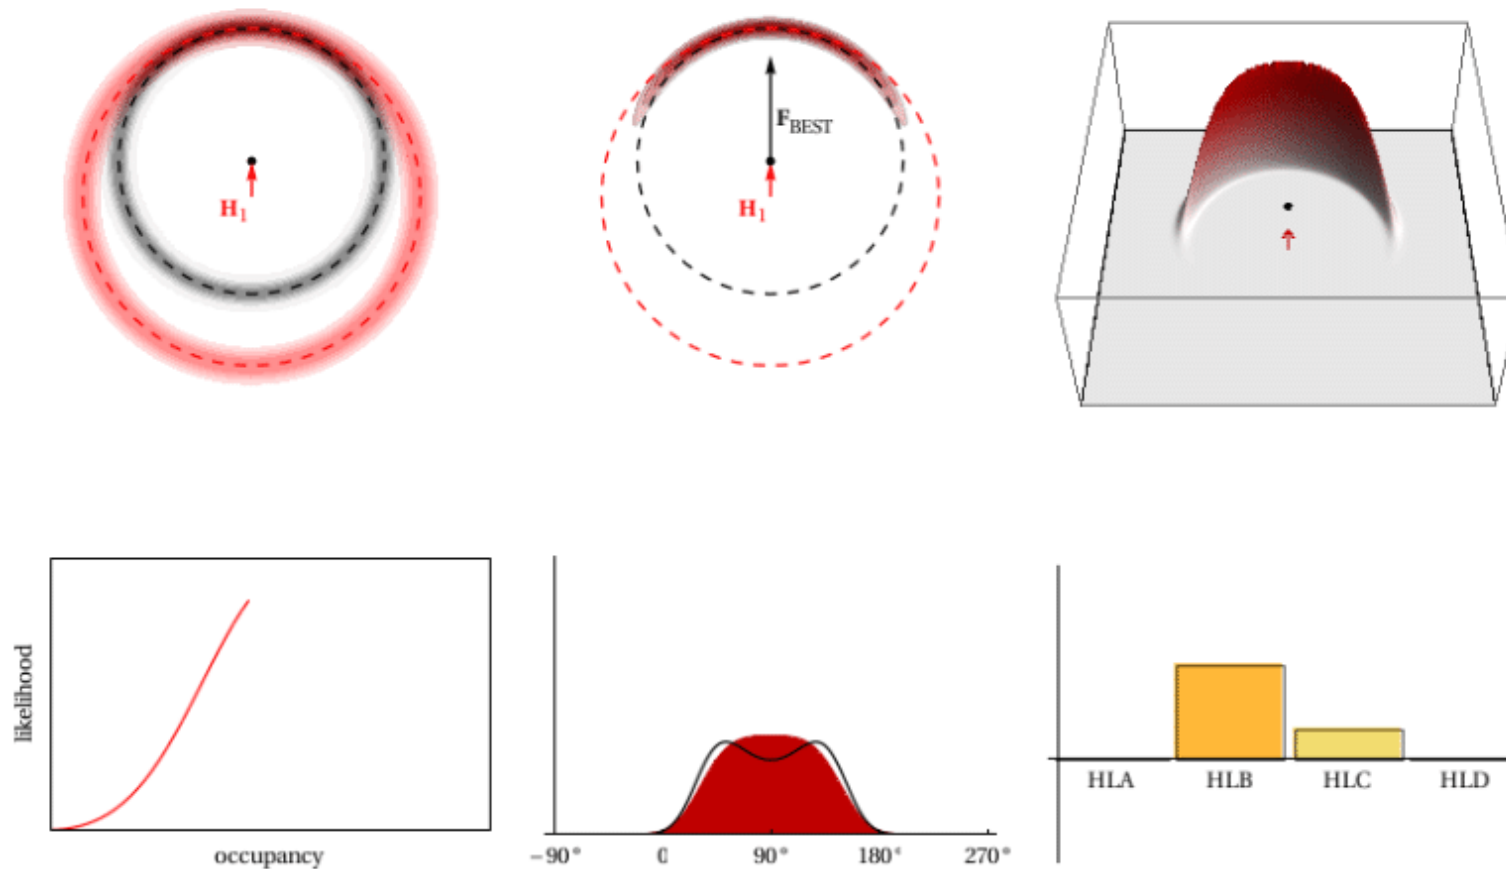 H1
FBEST
H1
likelihood
occupancy
−90° 0 90° 180° 270°
HLA HLB HLC HLD